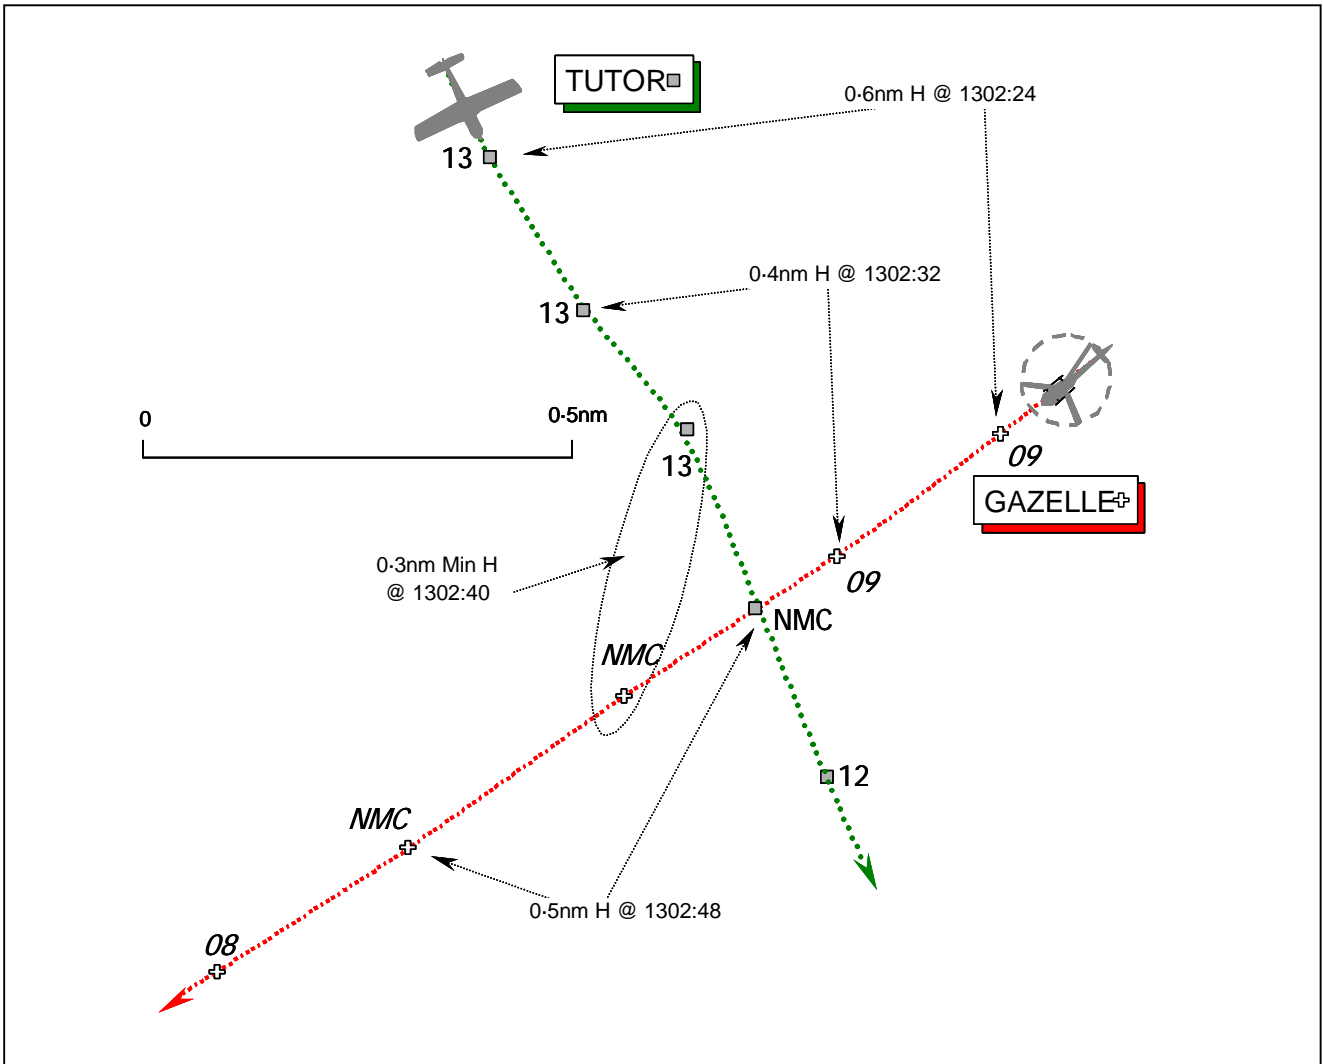 TUTOR
0·6nm H @ 1302:24
13
0·4nm H @ 1302:32
13
0
0·5nm
13
09
GAZELLE
0·3nm Min H
@ 1302:40
09
NMC
NMC
12
NMC
0·5nm H @ 1302:48
08